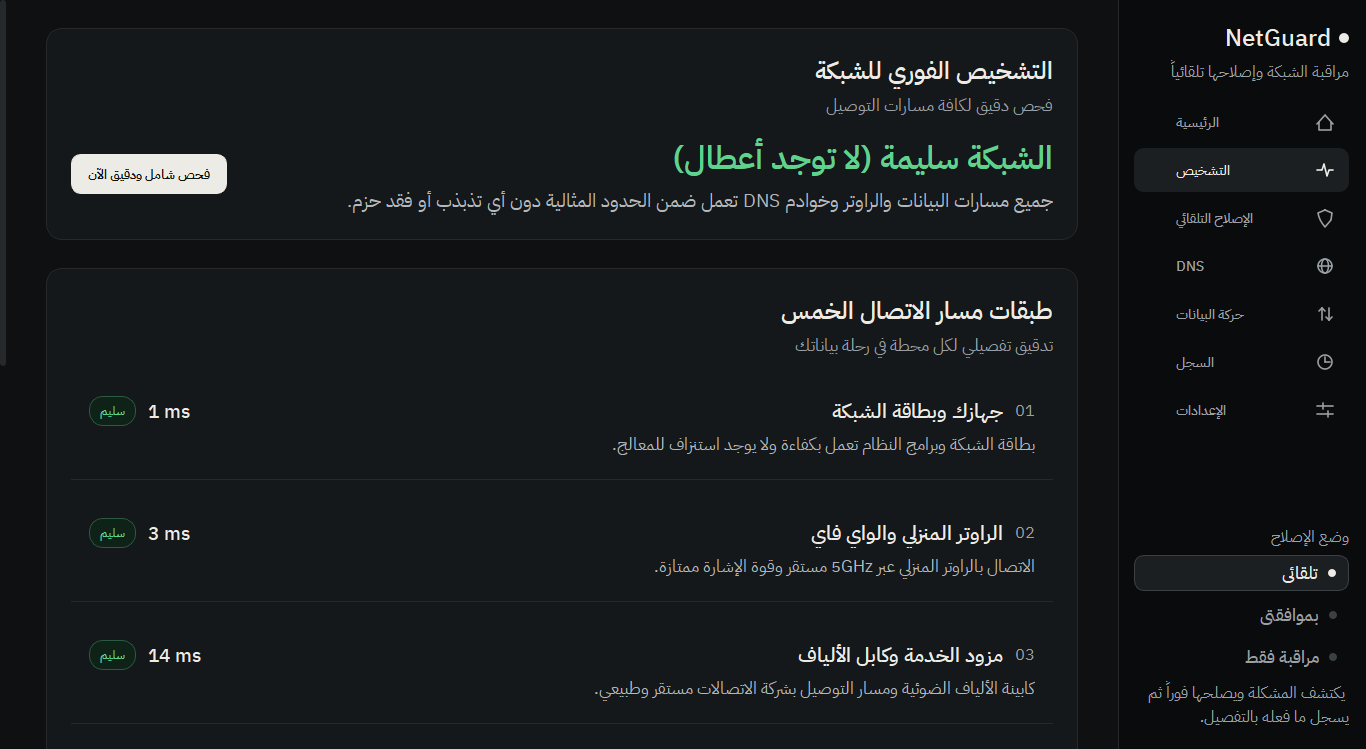 NetGuard
مراقبة الشبكة وإصلاحها تلقائياً
الرئيسية
التشخيص
الإصلاح التلقائي
DNS
حركة البيانات
السجل
الإعدادات
وضع الإصلاح
تلقائى
بموافقتى
مراقبة فقط
يكتشف المشكلة ويصلحها فوراً ثم
يسجل ما فعله بالتفصيل.
التشخيص الفوري للشبكة
فحص دقيق لكافة مسارات التوصيل
الشبكة سليمة (لا توجد أعطال)
جميع مسارات البيانات والراوتر وخوادم DNS تعمل ضمن الحدود المثالية دون أي تذبذب أو فقد حزم.
فحص شامل ودقيق الآن
طبقات مسار الاتصال الخمس
تدقيق تفصيلي لكل محطة في رحلة بياناتك
01 جهازك وبطاقة الشبكة
1 ms سليم
بطاقة الشبكة وبرامج النظام تعمل بكفاءة ولا يوجد استنزاف للمعالج.
02 الراوتر المنزلي والواي فاي
3 ms سليم
الاتصال بالراوتر المنزلي عبر 5GHz مستقر وقوة الإشارة ممتازة.
03 مزود الخدمة وكابل الألياف
14 ms سليم
كابينة الألياف الضوئية ومسار التوصيل بشركة الاتصالات مستقر وطبيعي.